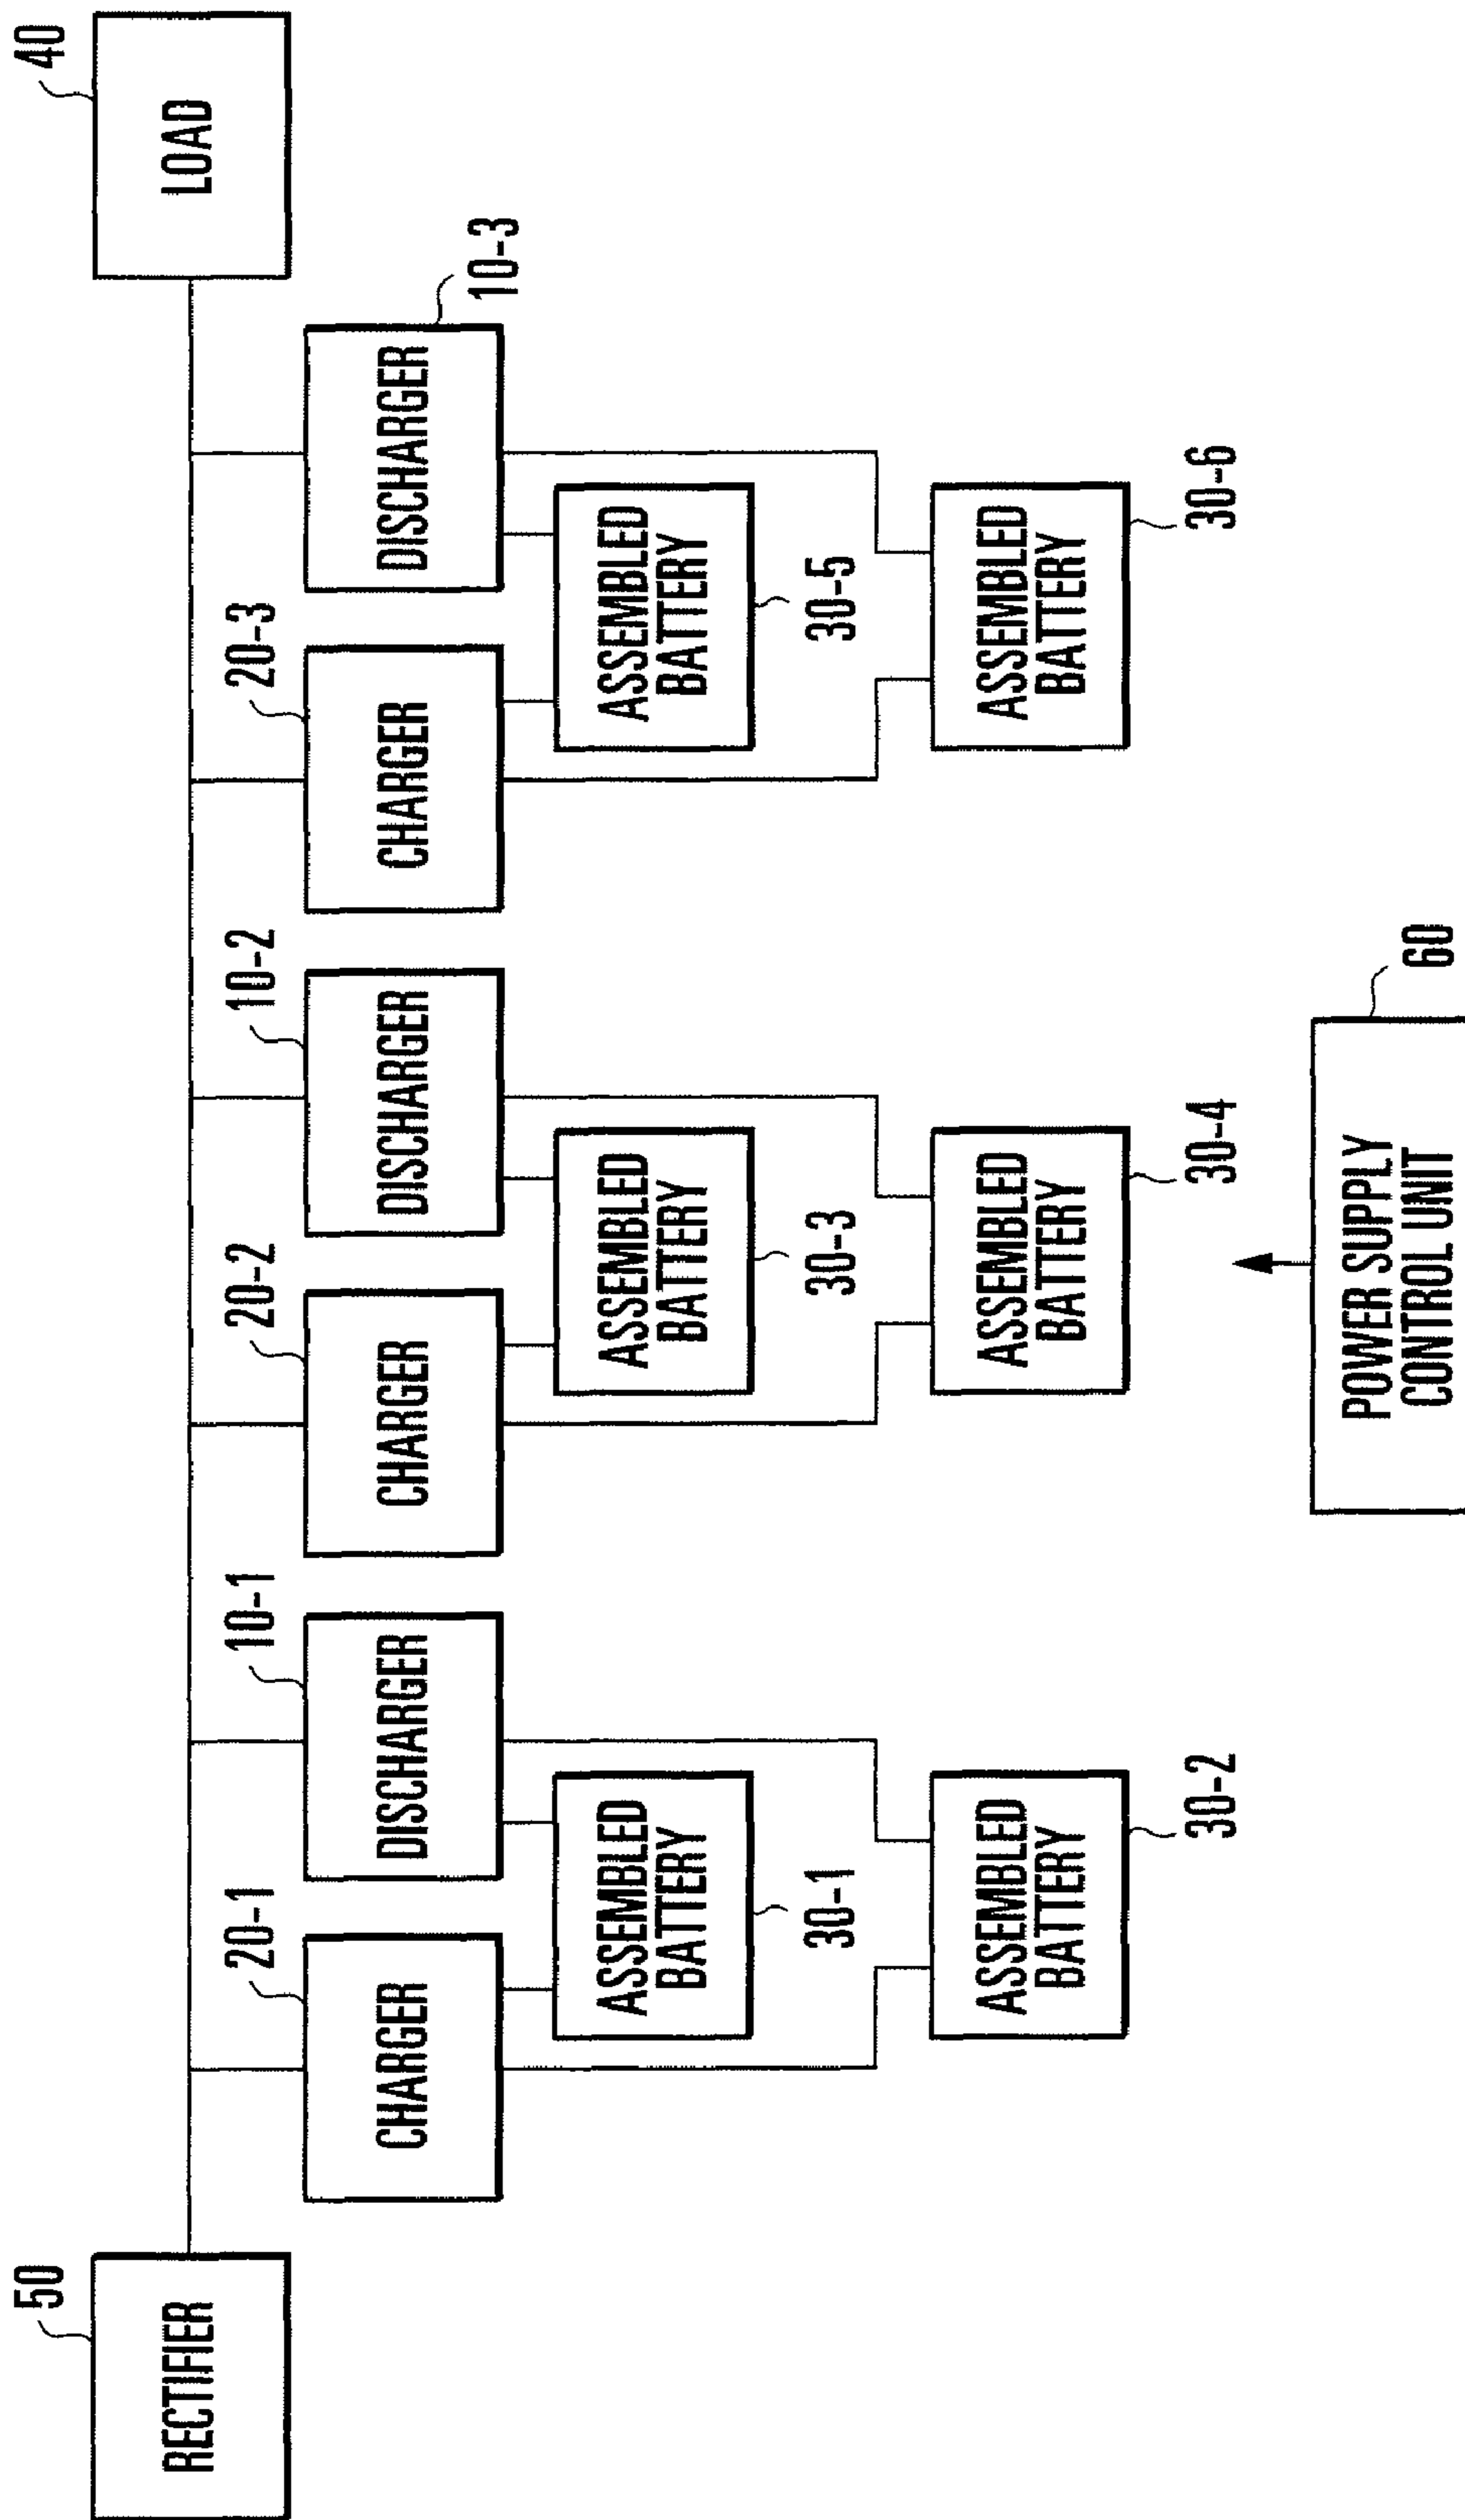 50
RECTIFIER
40
LOAD
20-1
CHARGER
10-1
DISCHARGER
20-2
CHARGER
10-2
DISCHARGER
20-3
CHARGER
10-3
DISCHARGER
ASSEMBLED
BATTERY
30-1
ASSEMBLED
BATTERY
30-3
ASSEMBLED
BATTERY
30-5
ASSEMBLED
BATTERY
30-2
ASSEMBLED
BATTERY
30-4
ASSEMBLED
BATTERY
30-6
POWER SUPPLY
CONTROL UNIT
60